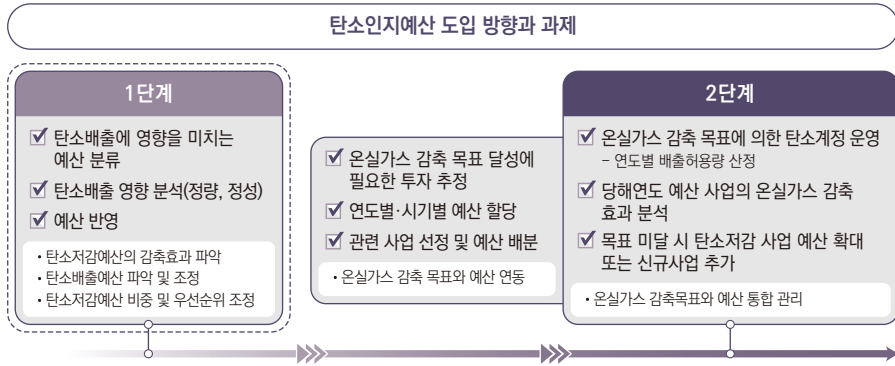 탄소인지예산 도입 방향과 과제
1단계
탄소배출에 영향을 미치는
예산 분류
탄소배출 영향 분석(정량, 정성)
예산 반영
• 탄소저감예산의 감축효과 파악
• 탄소배출예산 파악 및 조정
• 탄소저감예산 비중 및 우선순위 조정
온실가스 감축 목표 달성에
필요한 투자 추정
연도별·시기별 예산 할당
관련 사업 선정 및 예산 배분
• 온실가스 감축 목표와 예산 연동
2단계
온실가스 감축 목표에 의한 탄소계정 운영
– 연도별 배출허용량 산정
당해연도 예산 사업의 온실가스 감축
효과 분석
목표 미달 시 탄소저감 사업 예산 확대
또는 신규사업 추가
• 온실가스 감축목표와 예산 통합 관리